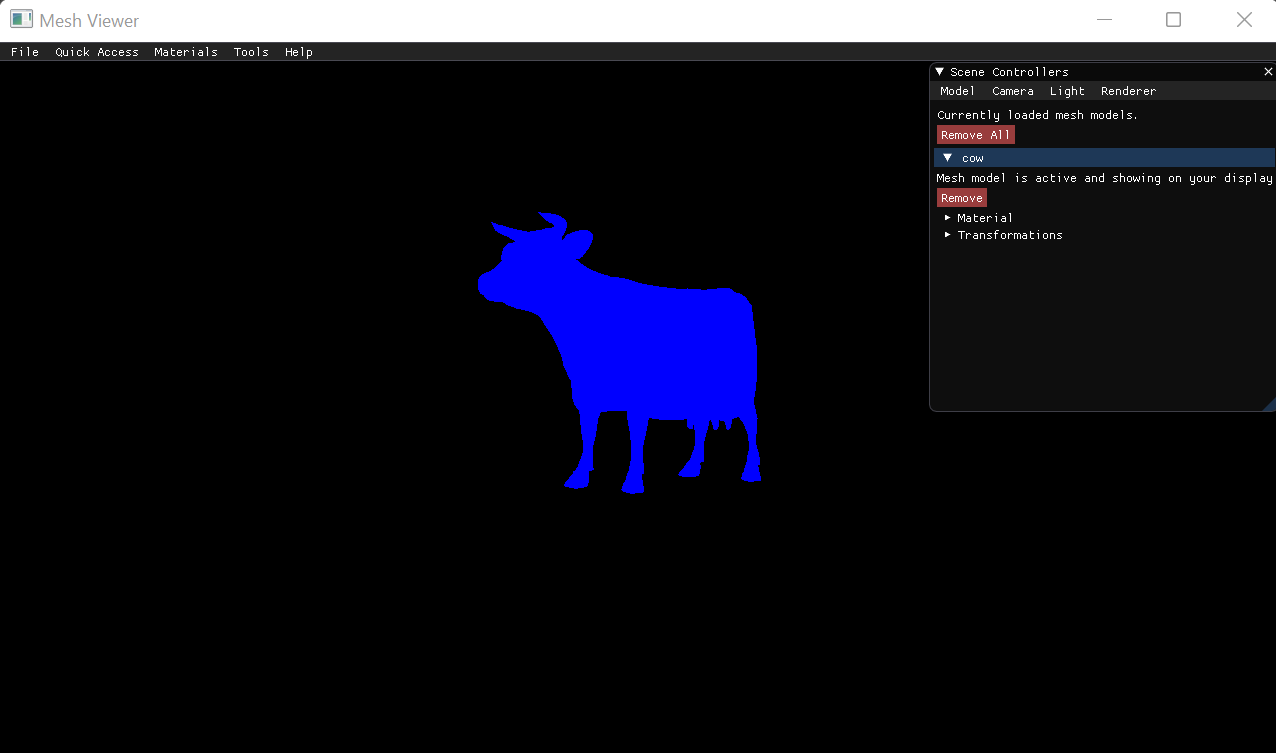 Mesh Viewer
File Quick Access Materials Tools Help
Scene Controllers
Model Camera Light Renderer
Currently loaded mesh models.
Remove All
cow
Mesh model is active and showing on your display
Remove
Material
Transformations